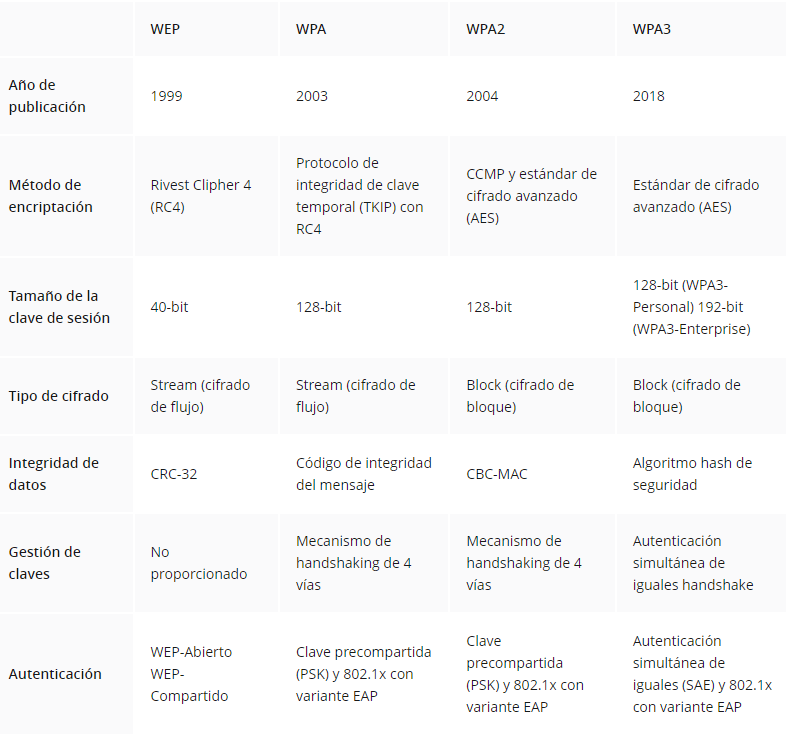 WEP WPA WPA2 WPA3
Año de
publicación
1999
2003
2004
2018
Método de
encriptación
Rivest Clipher 4
(RC4)
Protocolo de
integridad de clave
temporal (TKIP) con
RC4
CCMP y estándar de
cifrado avanzado
(AES)
Estándar de cifrado
avanzado (AES)
Tamaño de la
clave de sesión
40-bit
128-bit
128-bit
128-bit (WPA3-
Personal) 192-bit
(WPA3-Enterprise)
Tipo de cifrado
Stream (cifrado
de flujo)
Stream (cifrado de
flujo)
Block (cifrado de
bloque)
Block (cifrado de
bloque)
Integridad de
datos
CRC-32
Código de integridad
del mensaje
CBC-MAC
Algoritmo hash de
seguridad
Gestión de
claves
No
proporcionado
Mecanismo de
handshaking de 4
vías
Mecanismo de
handshaking de 4
vías
Autenticación
simultánea de
iguales handshake
Autenticación
WEP-Abierto
WEP-
Compartido
Clave precompartida
(PSK) y 802.1x con
variante EAP
Clave
precompartida
(PSK) y 802.1x con
variante EAP
Autenticación
simultánea de
iguales (SAE) y 802.1x
con variante EAP